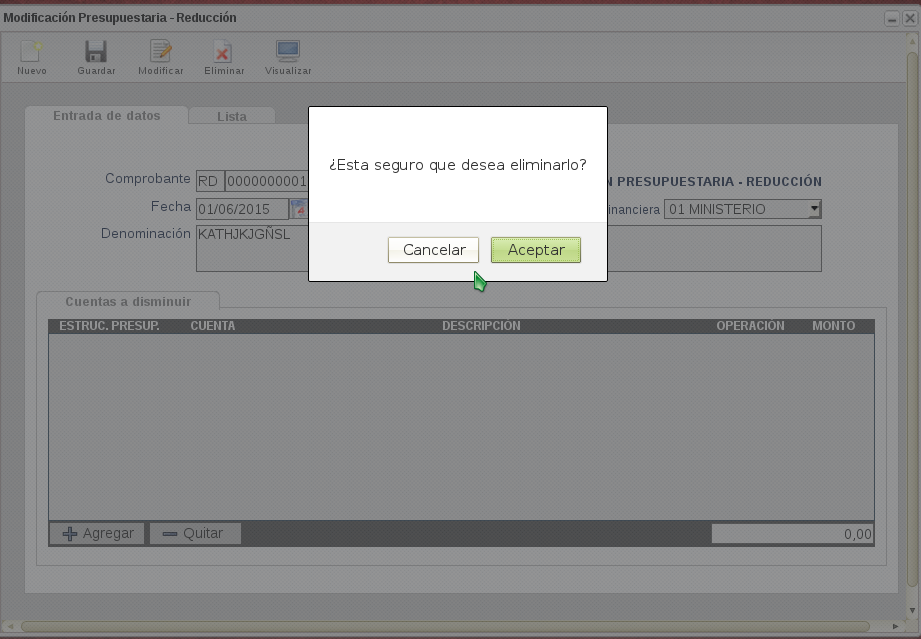 Modificación Presupuestaria - Reducción
Nuevo Guardar Modificar Eliminar Visualizar
Entrada de datos Lista
¿Esta seguro que desea eliminarlo?
Comprobante RD 0000000001 PRESUPUESTARIA - REDUCCIÓN
Fecha 01/06/2015 inanciera 01 MINISTERIO
Denominación KATHJKJGÑSL
Cancelar Aceptar
Cuentas a disminuir
ESTRUC. PRESUP. CUENTA DESCRIPCIÓN OPERACIÓN MONTO
Agregar Quitar 0,00